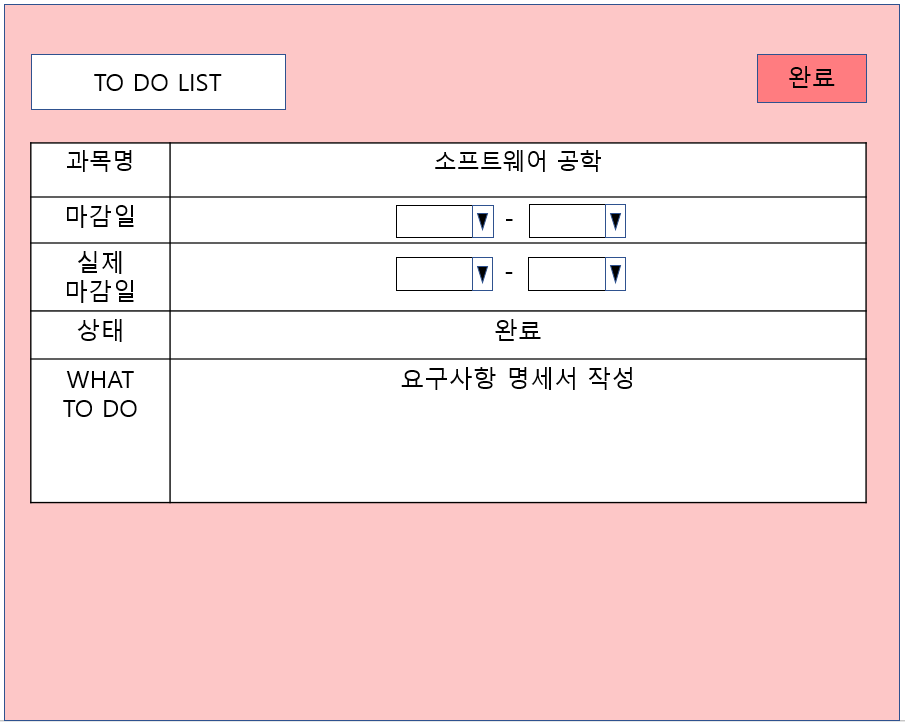 TO DO LIST
완료
과목명
소프트웨어 공학
마감일
-
실제
마감일
-
상태
완료
WHAT
TO DO
요구사항 명세서 작성